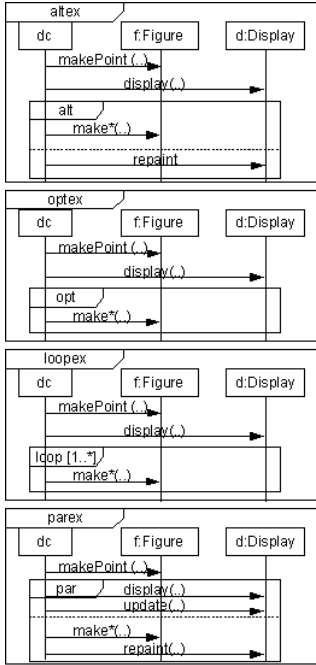 altex
dc f:Figure d:Display
makePoint (..)
display(..)
alt
make*(..)
repaint
optex
dc f:Figure d:Display
makePoint (..)
display(..)
opt
make*(..)
loopex
dc f:Figure d:Display
makePoint (..)
display(..)
loop [1..*]
make*(..)
parex
dc f:Figure d:Display
makePoint (..)
par display(..)
update(..)
make*(..)
repaint(..)